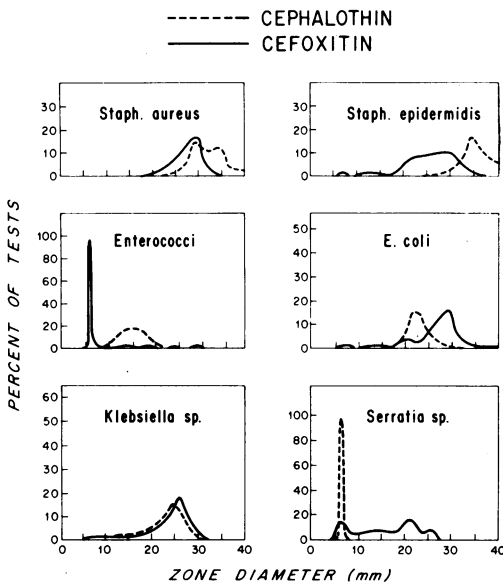 CEPHALOTHIN
CEFOXITIN
PERCENT OF TESTS
Staph. aureus
30
20
10
0
Staph. epidermidis
30
20
10
0
Enterococci
100
80
60
40
20
0
E. coli
50
40
30
20
10
0
Klebsiella sp.
60
50
40
30
20
10
0
0 10 20 30 40
Serratia sp.
100
80
60
40
20
0
0 10 20 30 40
ZONE DIAMETER (mm)